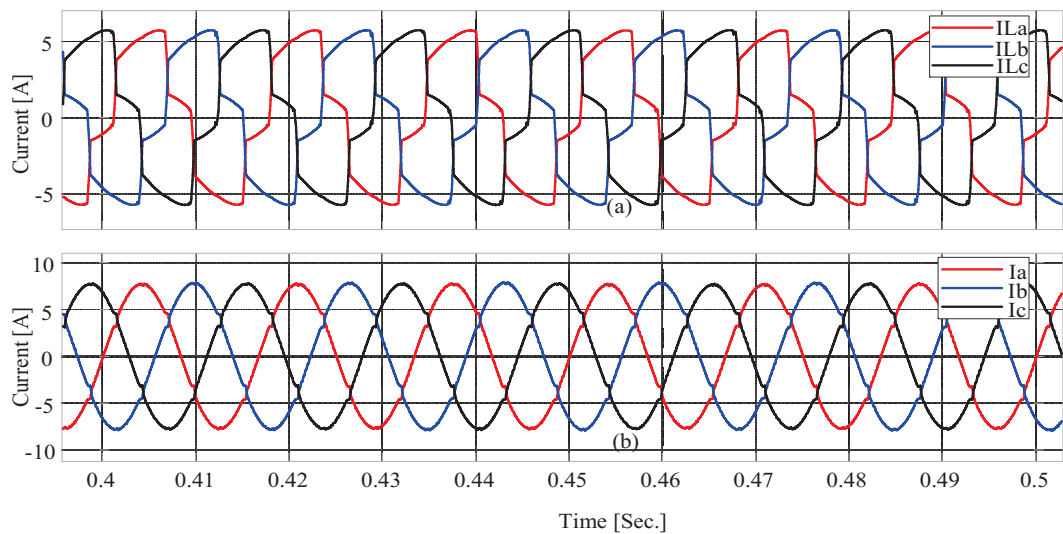 Current [A]
5
0
-5
ILa
ILb
ILc
(a)
Current [A]
10
5
0
-5
-10
Ia
Ib
Ic
(b)
0.4 0.41 0.42 0.43 0.44 0.45 0.46 0.47 0.48 0.49 0.5
Time [Sec.]